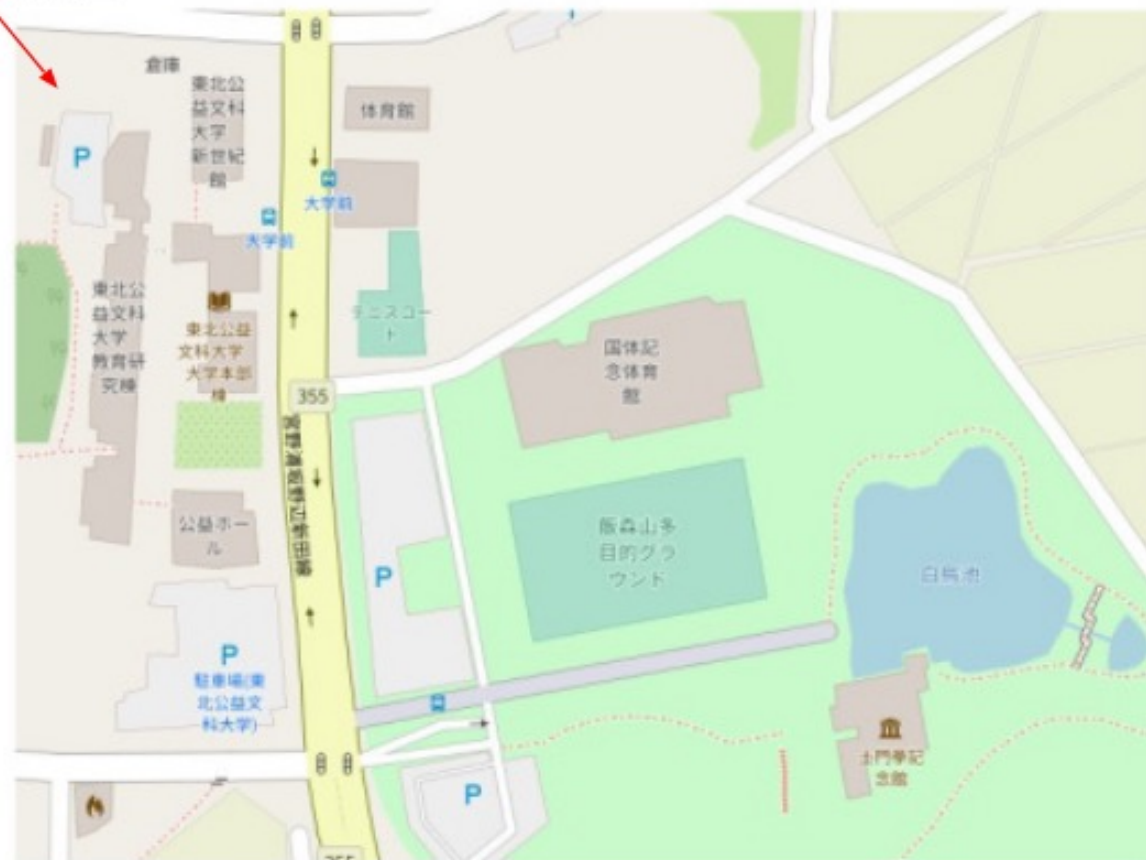 倉庫
東北公
益文科
大学
新世紀
館
体育館
P
大学前
大学前
東北公
益文科
大学
教育研
究棟
東北公益
文科大学
大学本部
棟
テニスコー
ト
国体記
念体育
館
355
公益ホー
ル
飯森山多
目的グラ
ウンド
白鳥池
P
P
駐車場(東
北公益文
科大学)
土門拳記
念館
P
355